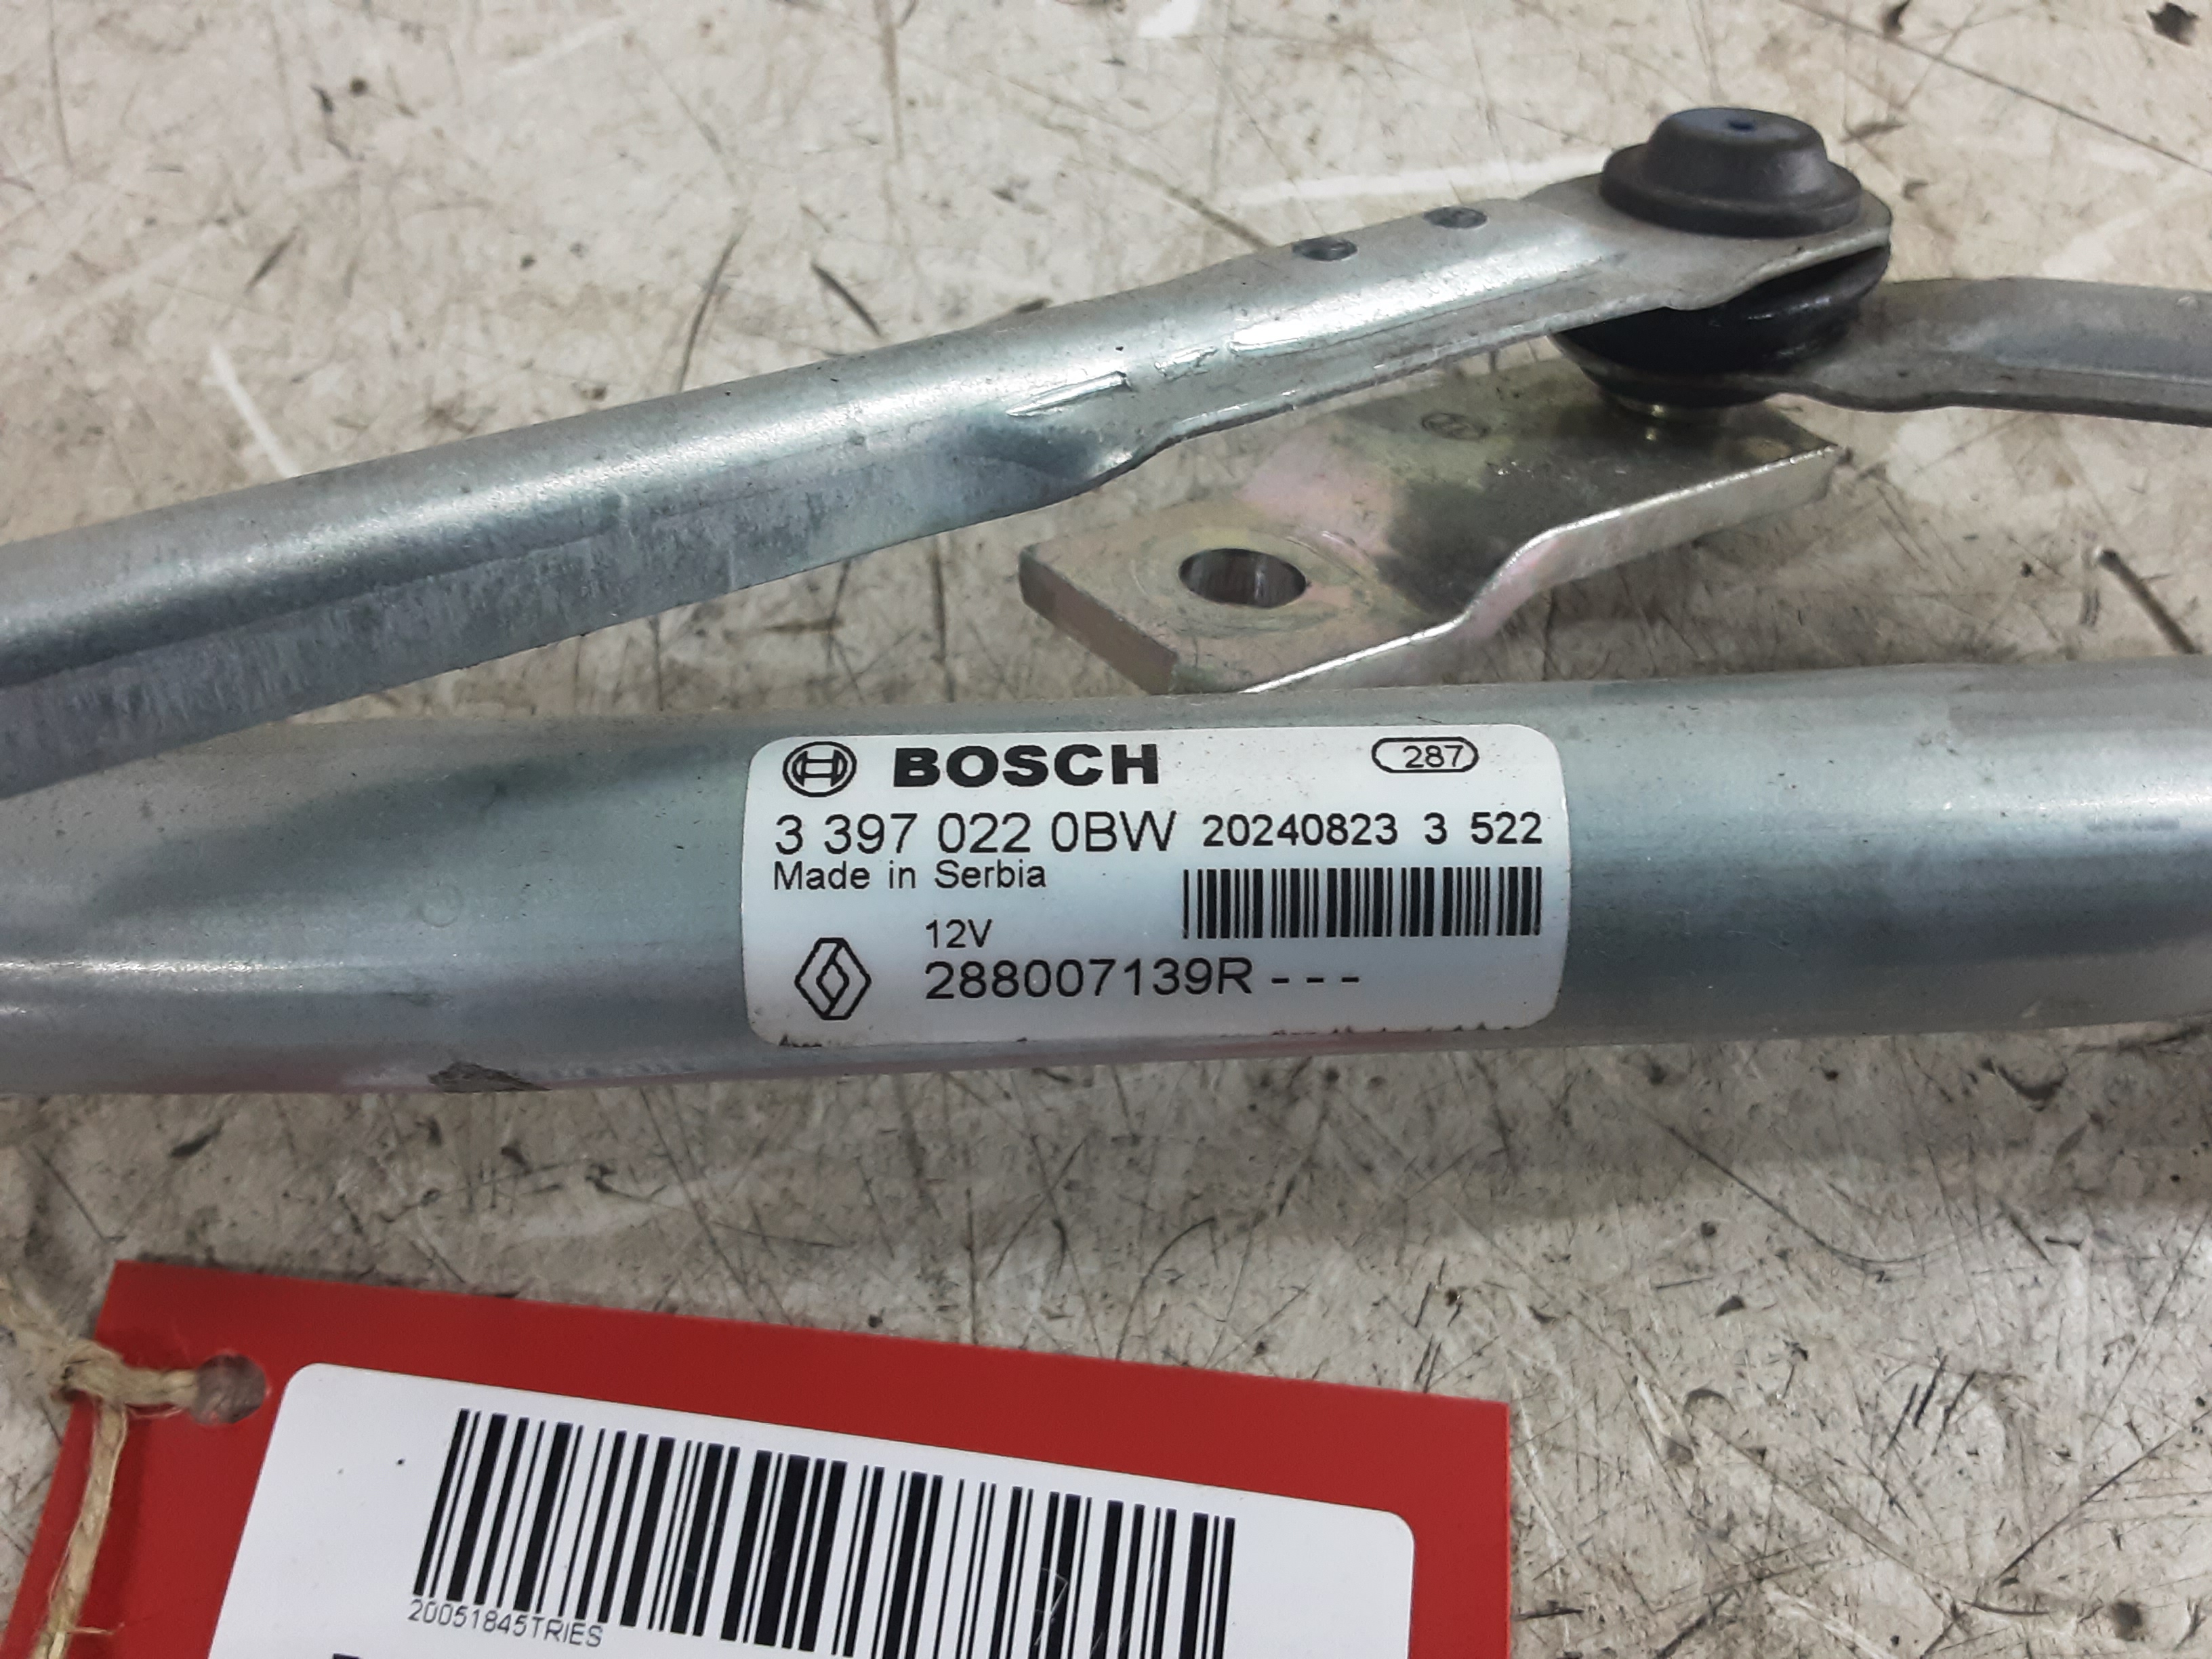 BOSCH 287
3 397 022 0BW 20240823 3 522
Made in Serbia
12V
288007139R - - -
20051845TRIES